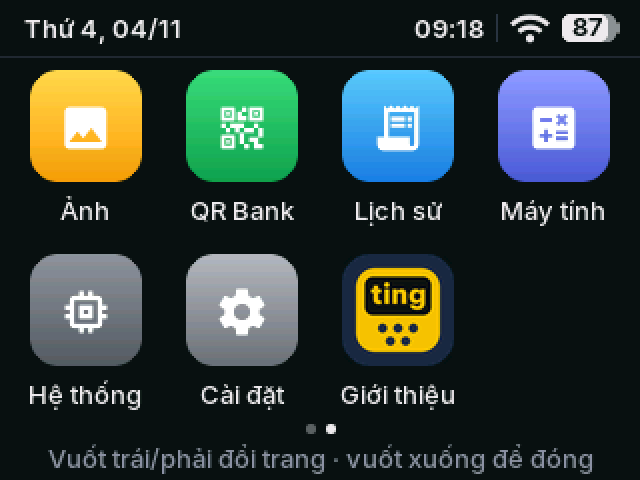 Thứ 4, 04/11 09:18 87
Ảnh QR Bank Lịch sử Máy tính
ting
Hệ thống Cài đặt Giới thiệu
Vuốt trái/phải đổi trang · vuốt xuống để đóng